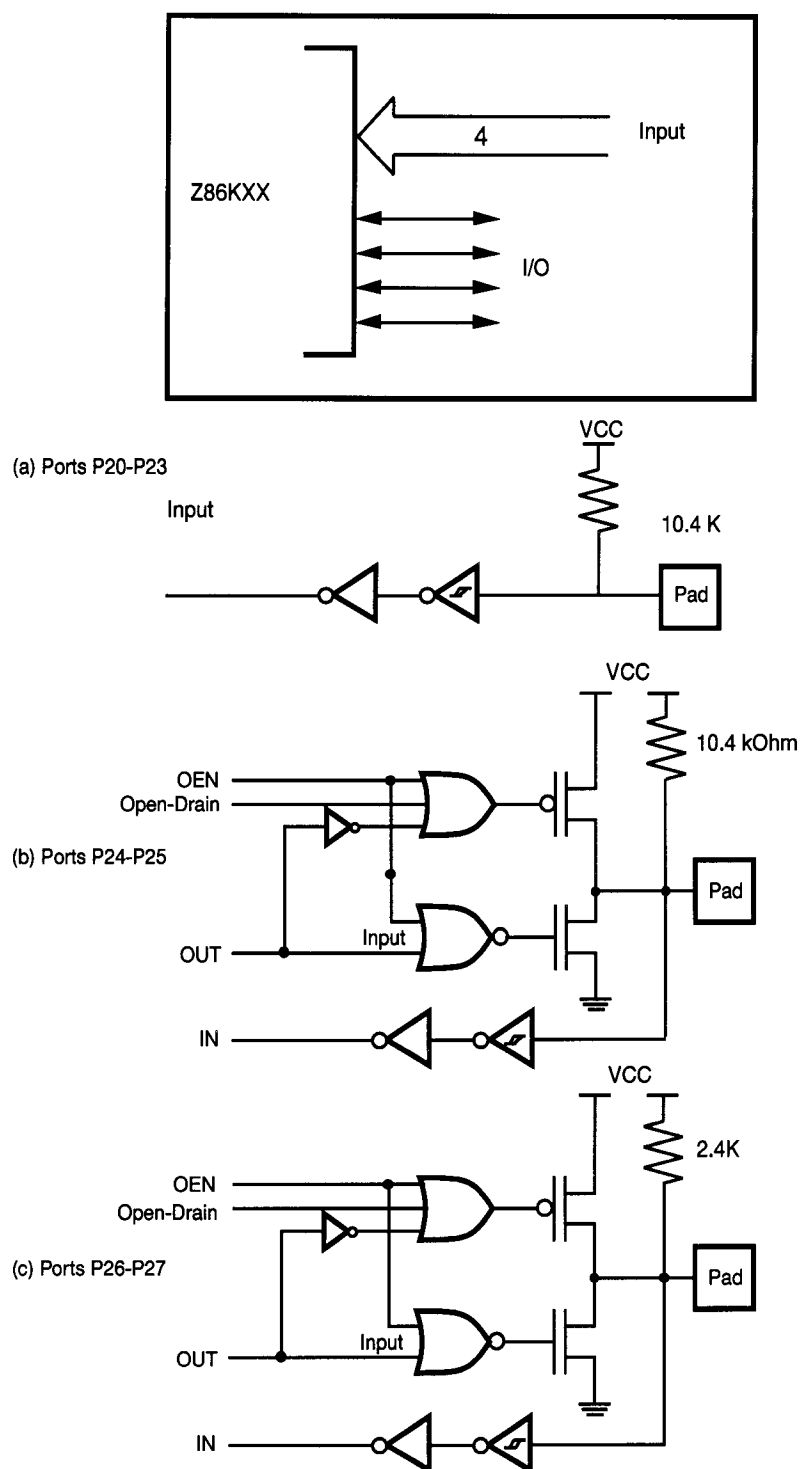 Z86KXX
4
Input
I/O
(a) Ports P20-P23
Input
VCC
10.4 K
Pad
VCC
10.4 kOhm
OEN
Open-Drain
(b) Ports P24-P25
Input
OUT
Pad
IN
VCC
2.4K
OEN
Open-Drain
(c) Ports P26-P27
Input
OUT
Pad
IN